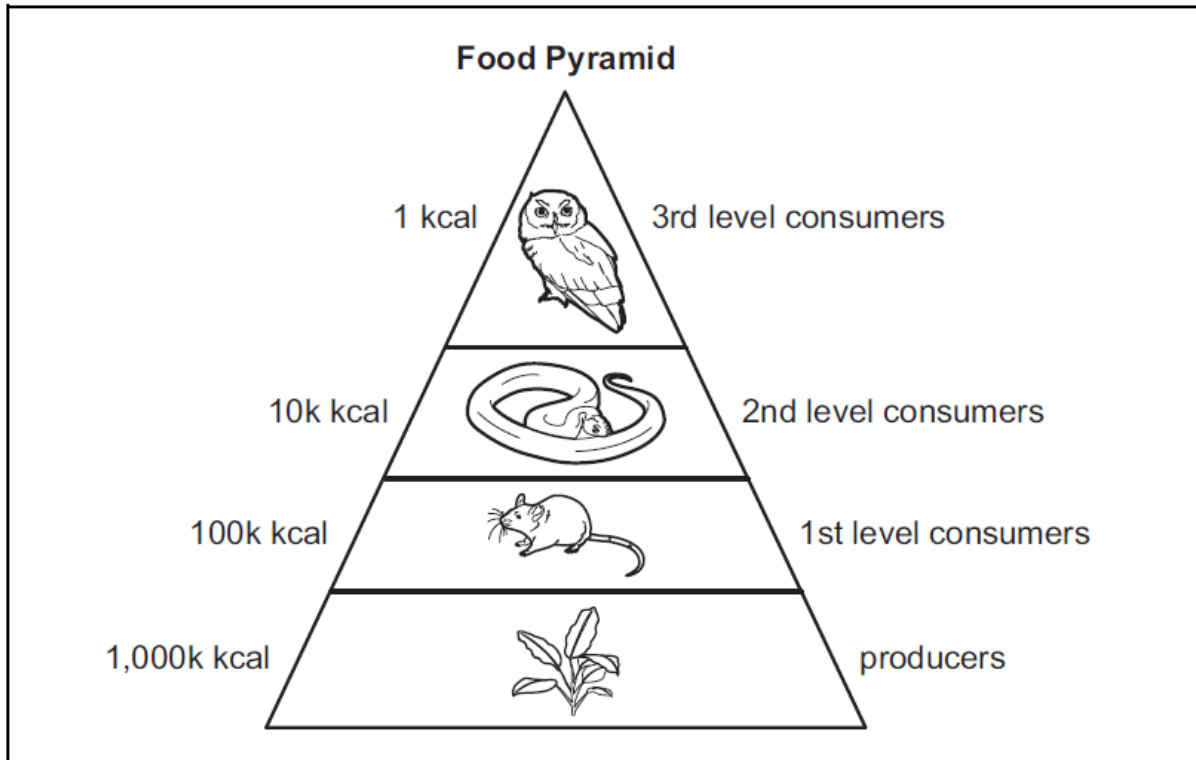 Food Pyramid
1 kcal
3rd level consumers
10k kcal
2nd level consumers
100k kcal
1st level consumers
1,000k kcal
producers